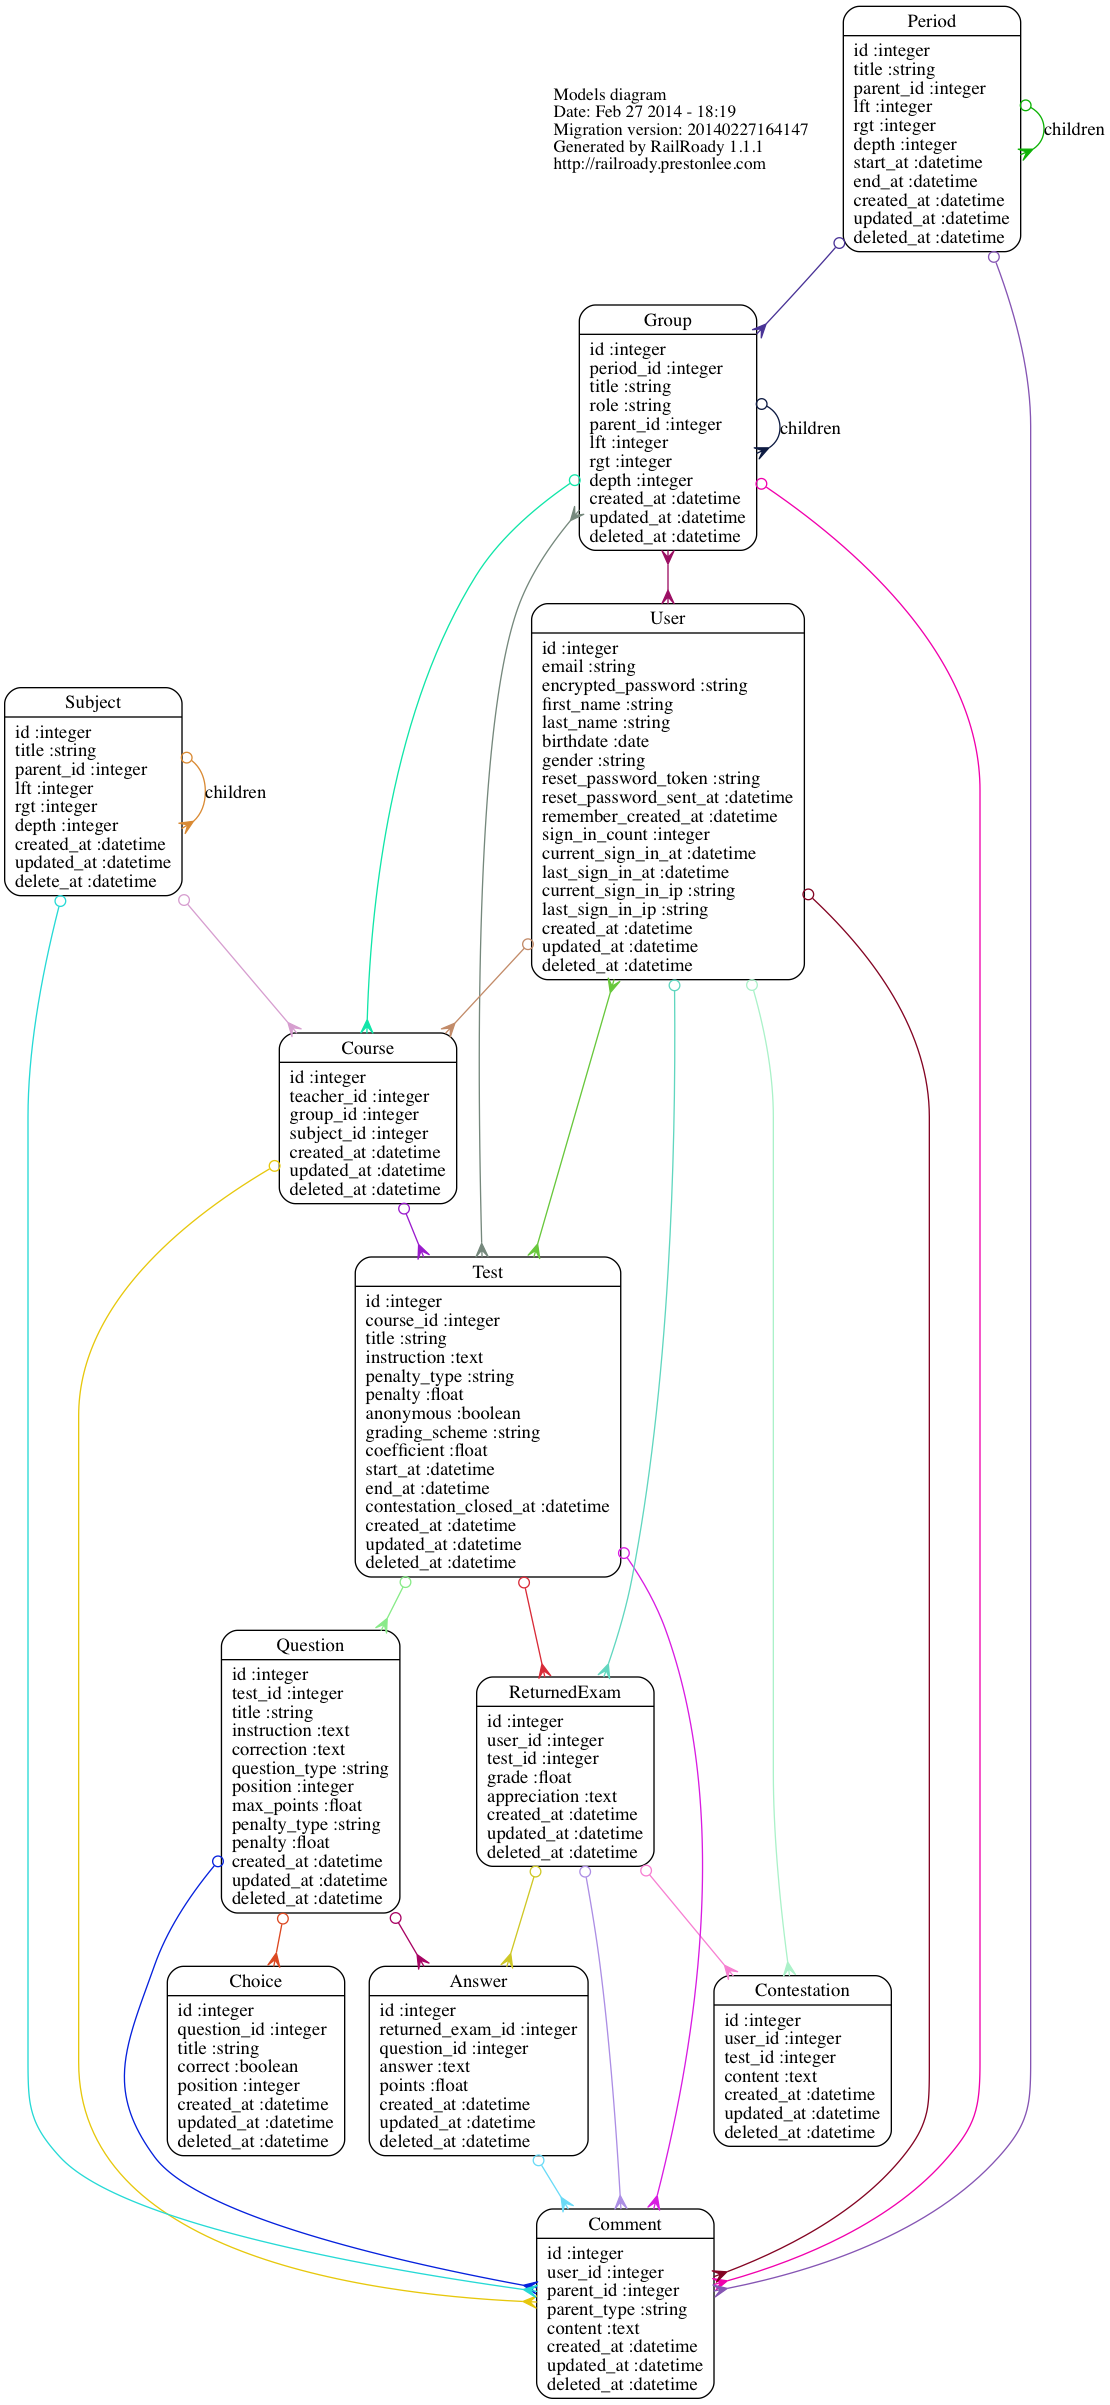 Period
id :integer
title :string
parent_id :integer
lft :integer
rgt :integer
depth :integer
start_at :datetime
end_at :datetime
created_at :datetime
updated_at :datetime
deleted_at :datetime
children
Models diagram
Date: Feb 27 2014 - 18:19
Migration version: 20140227164147
Generated by RailRoady 1.1.1
http://railroady.prestonlee.com
Group
id :integer
period_id :integer
title :string
role :string
parent_id :integer
lft :integer
rgt :integer
depth :integer
created_at :datetime
updated_at :datetime
deleted_at :datetime
children
User
id :integer
email :string
encrypted_password :string
first_name :string
last_name :string
birthdate :date
gender :string
reset_password_token :string
reset_password_sent_at :datetime
remember_created_at :datetime
sign_in_count :integer
current_sign_in_at :datetime
last_sign_in_at :datetime
current_sign_in_ip :string
last_sign_in_ip :string
created_at :datetime
updated_at :datetime
deleted_at :datetime
Subject
id :integer
title :string
parent_id :integer
lft :integer
rgt :integer
depth :integer
created_at :datetime
updated_at :datetime
delete_at :datetime
children
Course
id :integer
teacher_id :integer
group_id :integer
subject_id :integer
created_at :datetime
updated_at :datetime
deleted_at :datetime
Test
id :integer
course_id :integer
title :string
instruction :text
penalty_type :string
penalty :float
anonymous :boolean
grading_scheme :string
coefficient :float
start_at :datetime
end_at :datetime
contestation_closed_at :datetime
created_at :datetime
updated_at :datetime
deleted_at :datetime
Question
id :integer
test_id :integer
title :string
instruction :text
correction :text
question_type :string
position :integer
max_points :float
penalty_type :string
penalty :float
created_at :datetime
updated_at :datetime
deleted_at :datetime
ReturnedExam
id :integer
user_id :integer
test_id :integer
grade :float
appreciation :text
created_at :datetime
updated_at :datetime
deleted_at :datetime
Choice
id :integer
question_id :integer
title :string
correct :boolean
position :integer
created_at :datetime
updated_at :datetime
deleted_at :datetime
Answer
id :integer
returned_exam_id :integer
question_id :integer
answer :text
points :float
created_at :datetime
updated_at :datetime
deleted_at :datetime
Contestation
id :integer
user_id :integer
test_id :integer
content :text
created_at :datetime
updated_at :datetime
deleted_at :datetime
Comment
id :integer
user_id :integer
parent_id :integer
parent_type :string
content :text
created_at :datetime
updated_at :datetime
deleted_at :datetime